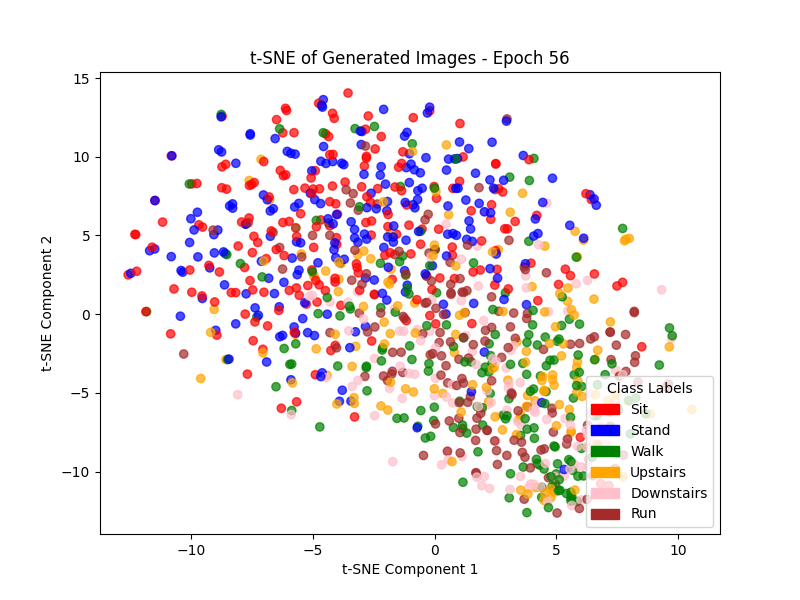 t-SNE of Generated Images - Epoch 56
t-SNE Component 2
15
10
5
0
−5
−10
−10
−5
0
5
10
t-SNE Component 1
Class Labels
Sit
Stand
Walk
Upstairs
Downstairs
Run